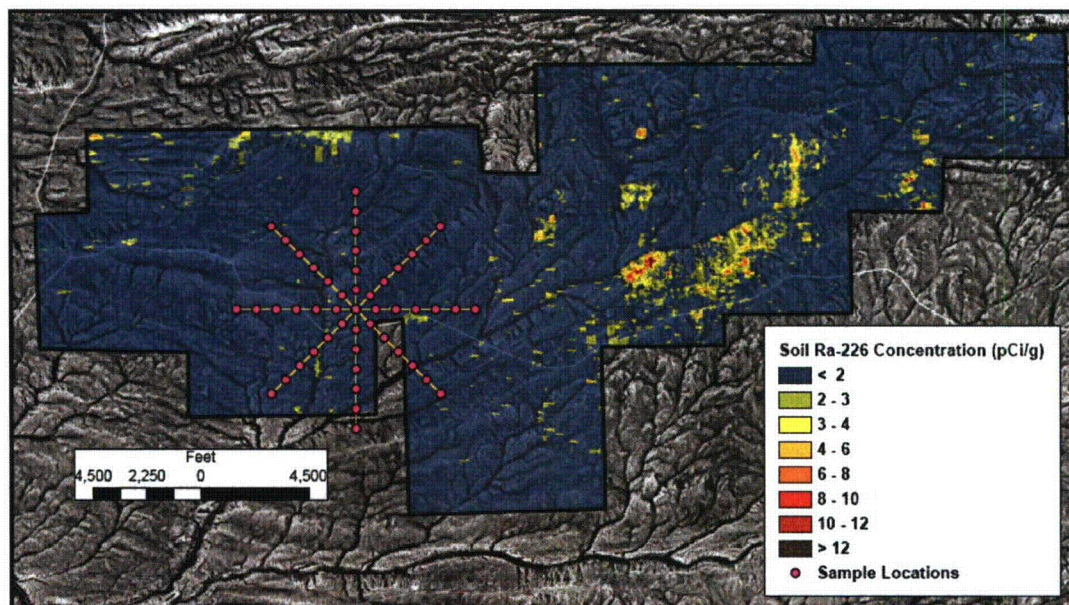 Soil Ra-226 Concentration (pCi/g)
< 2
2 - 3
3 - 4
4 - 6
6 - 8
8 - 10
10 - 12
> 12
Sample Locations
Feet
4,500 2,250 0 4,500